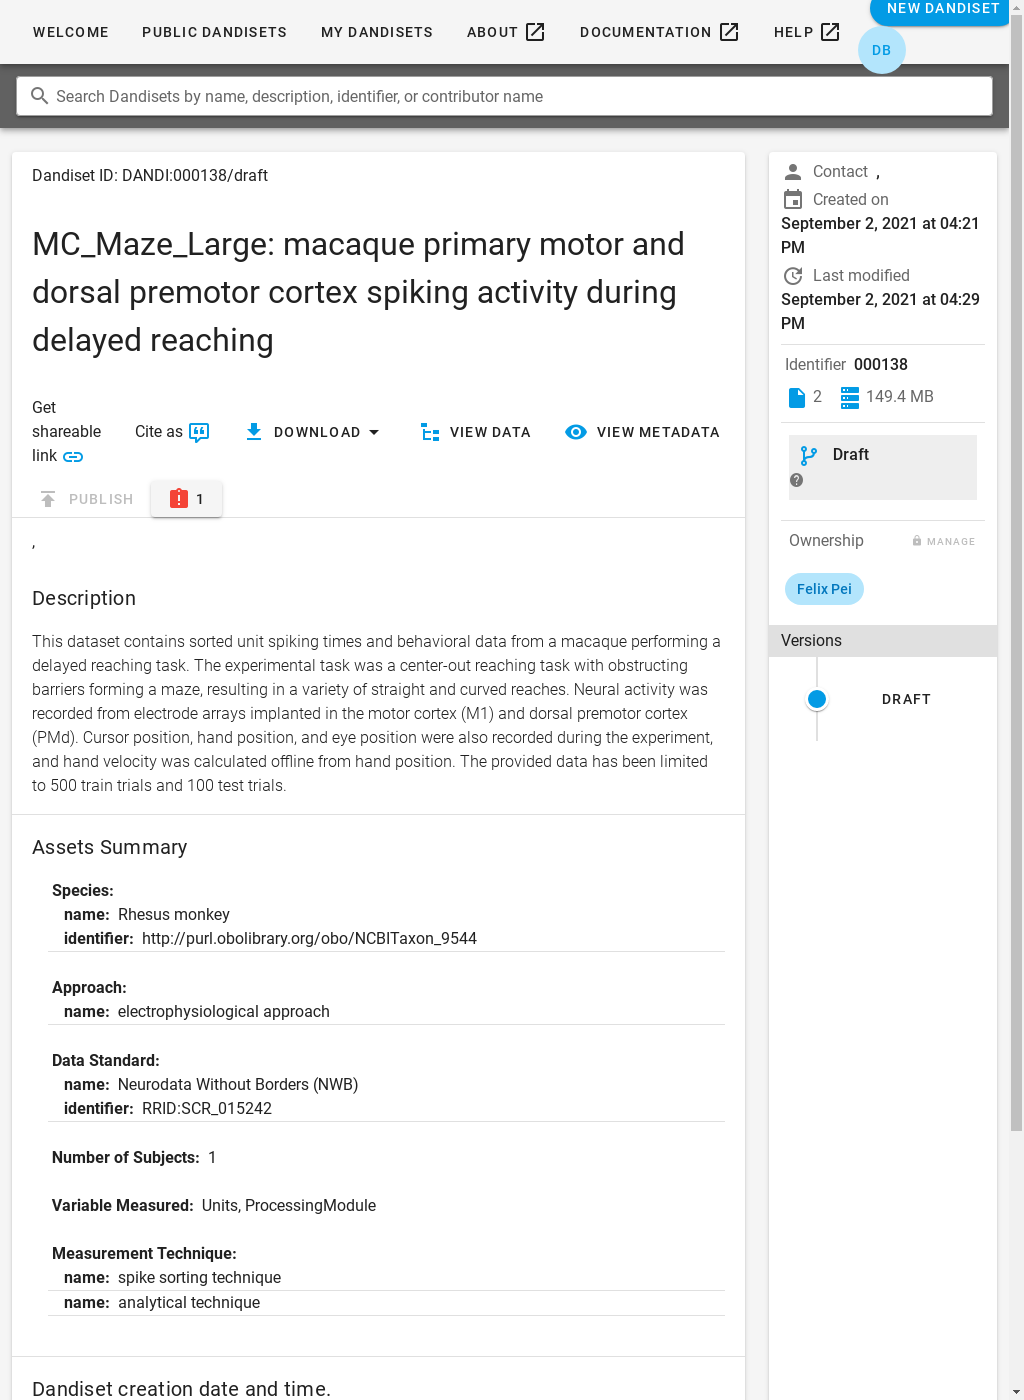 WELCOME
PUBLIC DANDISETS
MY DANDISETS
ABOUT
DOCUMENTATION
HELP
NEW DANDISET
DB
Search Dandisets by name, description, identifier, or contributor name
Dandiset ID: DANDI:000138/draft
MC_Maze_Large: macaque primary motor and
dorsal premotor cortex spiking activity during
delayed reaching
Get
shareable
link
Cite as
DOWNLOAD
VIEW DATA
VIEW METADATA
PUBLISH
1
,
Description
This dataset contains sorted unit spiking times and behavioral data from a macaque performing a
delayed reaching task. The experimental task was a center-out reaching task with obstructing
barriers forming a maze, resulting in a variety of straight and curved reaches. Neural activity was
recorded from electrode arrays implanted in the motor cortex (M1) and dorsal premotor cortex
(PMd). Cursor position, hand position, and eye position were also recorded during the experiment,
and hand velocity was calculated offline from hand position. The provided data has been limited
to 500 train trials and 100 test trials.
Assets Summary
Species:
name: Rhesus monkey
identifier: http://purl.obolibrary.org/obo/NCBITaxon_9544
Approach:
name: electrophysiological approach
Data Standard:
name: Neurodata Without Borders (NWB)
identifier: RRID:SCR_015242
Number of Subjects: 1
Variable Measured: Units, ProcessingModule
Measurement Technique:
name: spike sorting technique
name: analytical technique
Dandiset creation date and time.
Contact ,
Created on
September 2, 2021 at 04:21
PM
Last modified
September 2, 2021 at 04:29
PM
Identifier 000138
2
149.4 MB
Draft
Ownership
MANAGE
Felix Pei
Versions
DRAFT